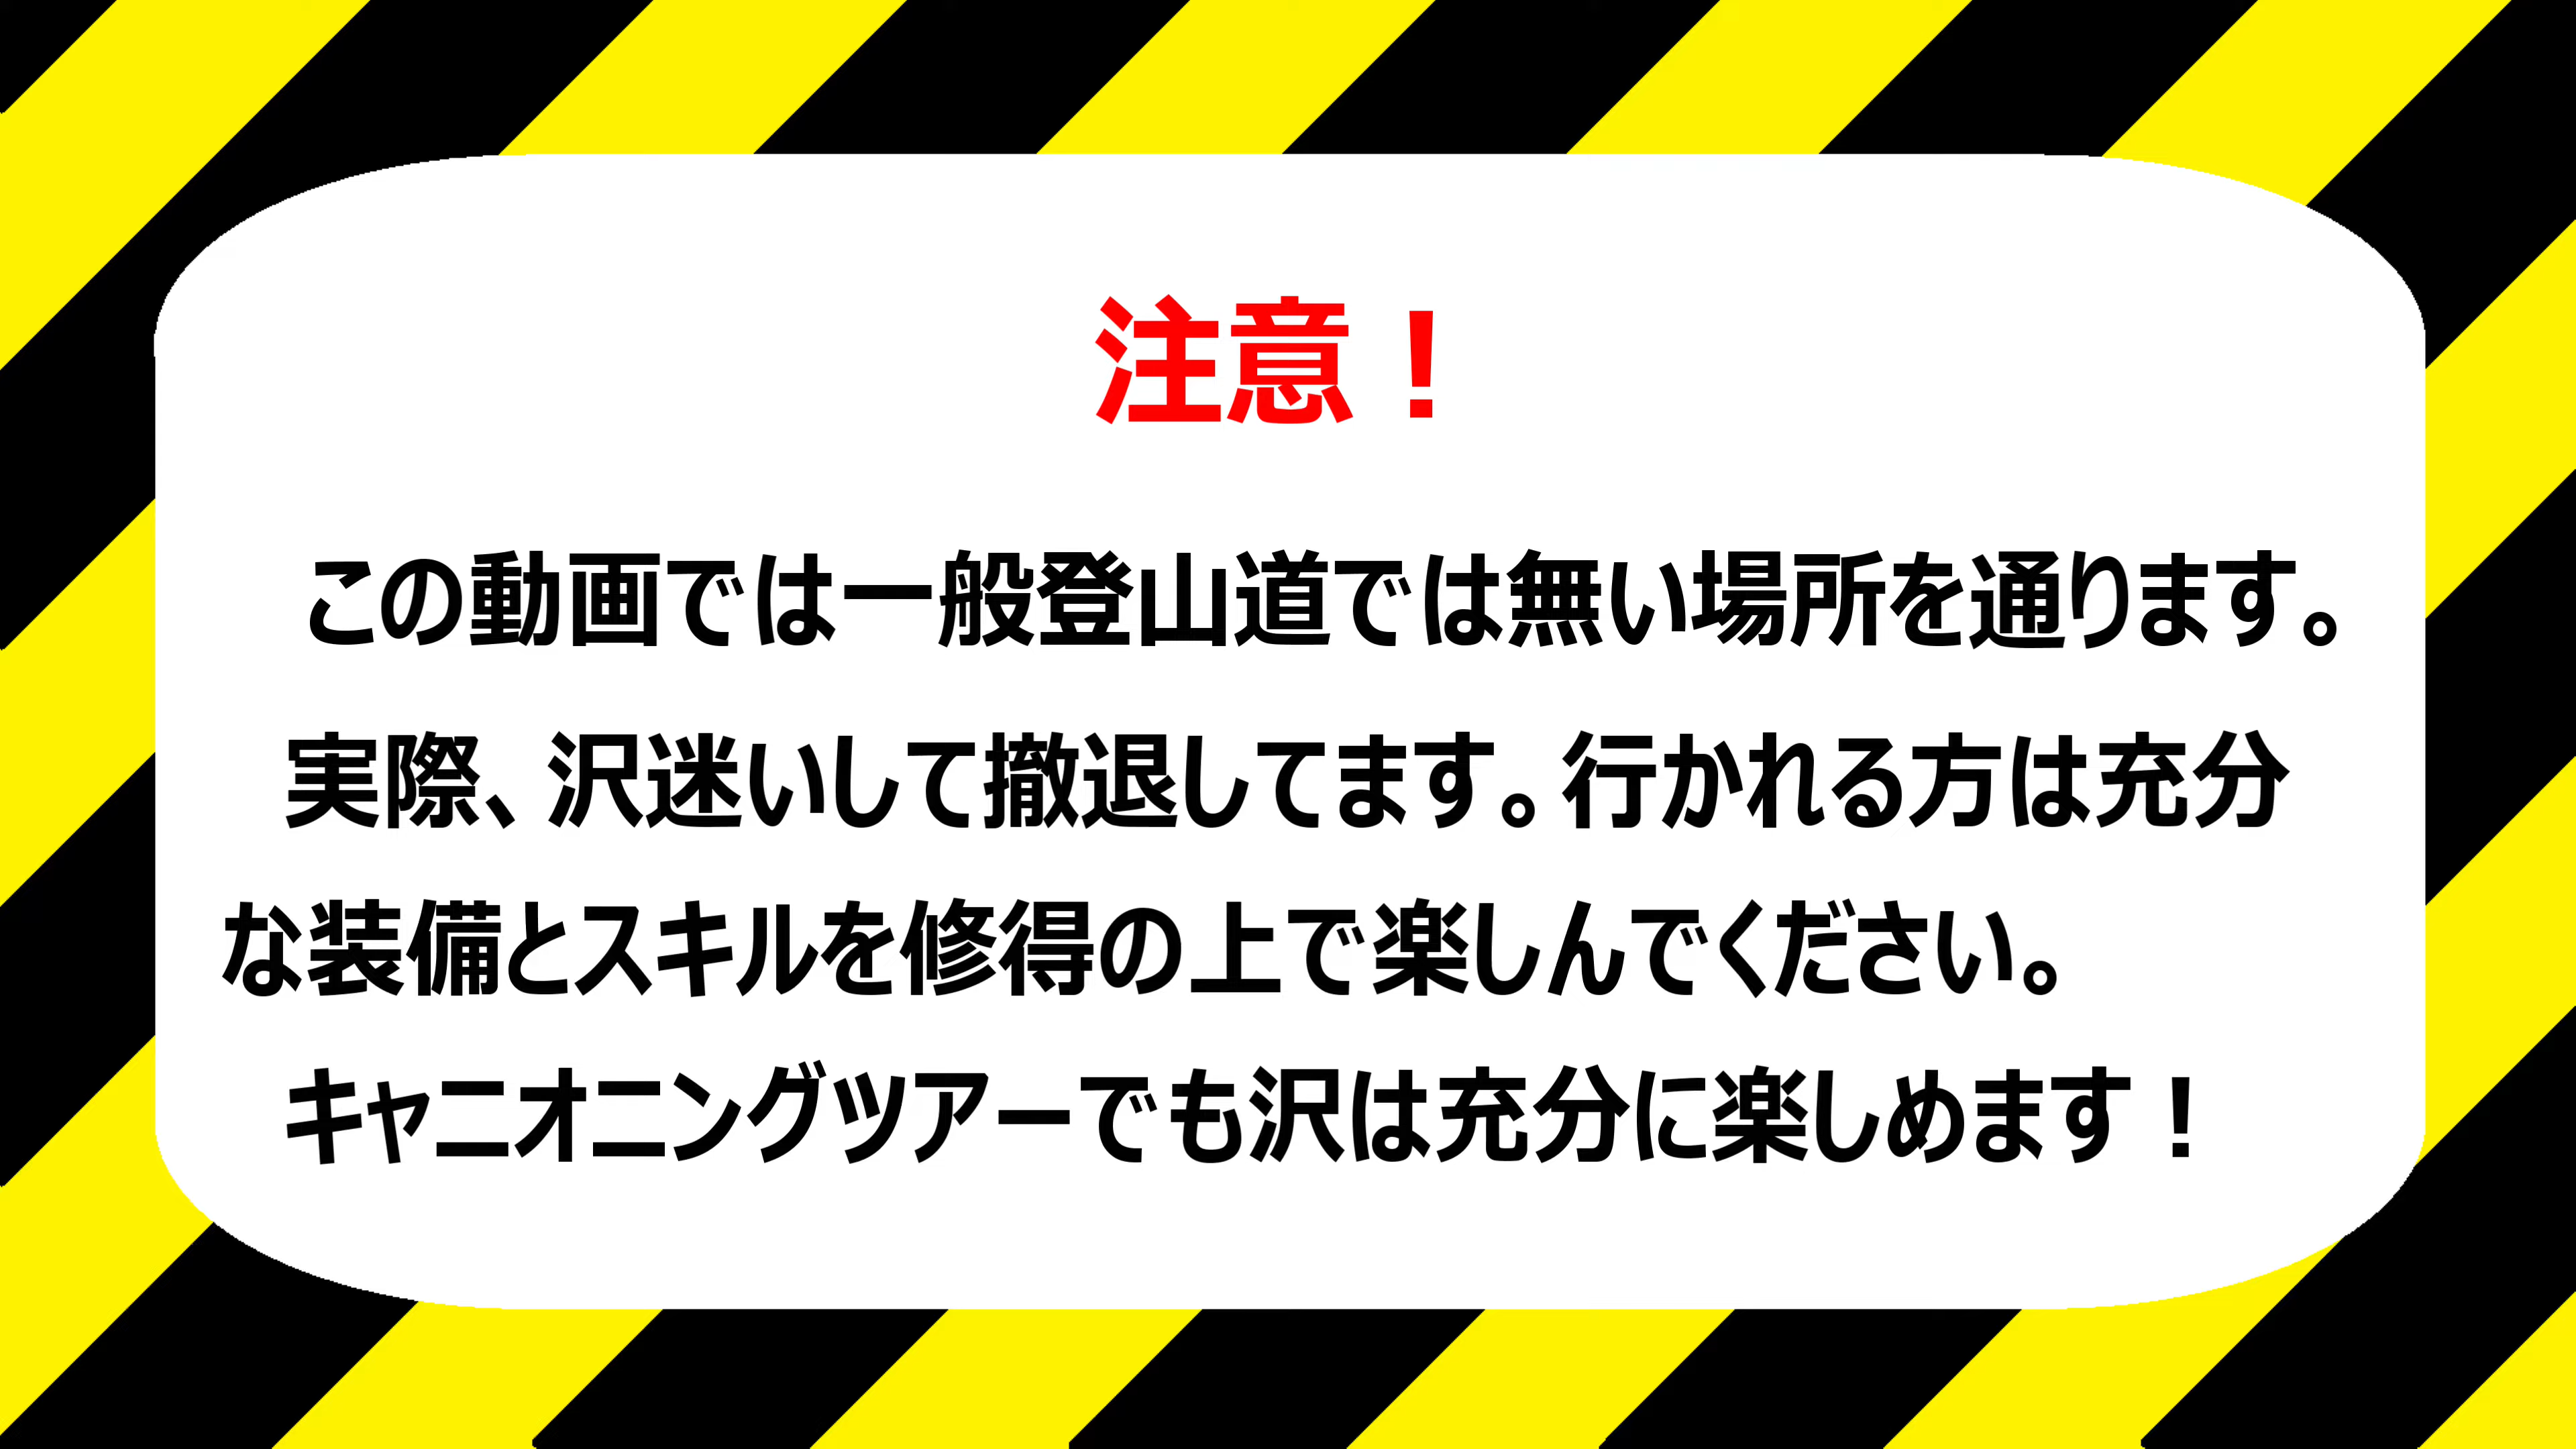 注意！
この動画では一般登山道では無い場所を通ります。
実際、沢迷いして撤退してます。行かれる方は充分
な装備とスキルを修得の上で楽しんでください。
キャニオニングツアーでも沢は充分に楽しめます！